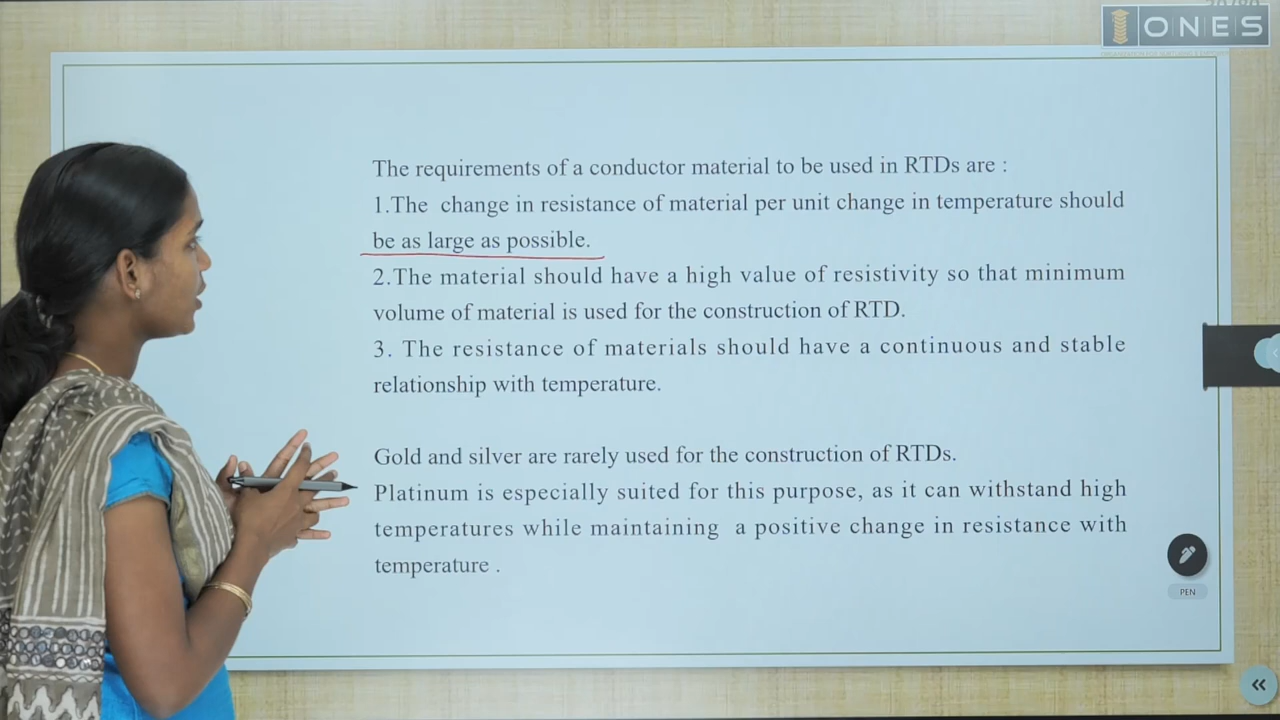 ONES
The requirements of a conductor material to be used in RTDs are :
1.The change in resistance of material per unit change in temperature should
be as large as possible.
2.The material should have a high value of resistivity so that minimum
volume of material is used for the construction of RTD.
3. The resistance of materials should have a continuous and stable
relationship with temperature.
Gold and silver are rarely used for the construction of RTDs.
Platinum is especially suited for this purpose, as it can withstand high
temperatures while maintaining a positive change in resistance with
temperature .
PEN